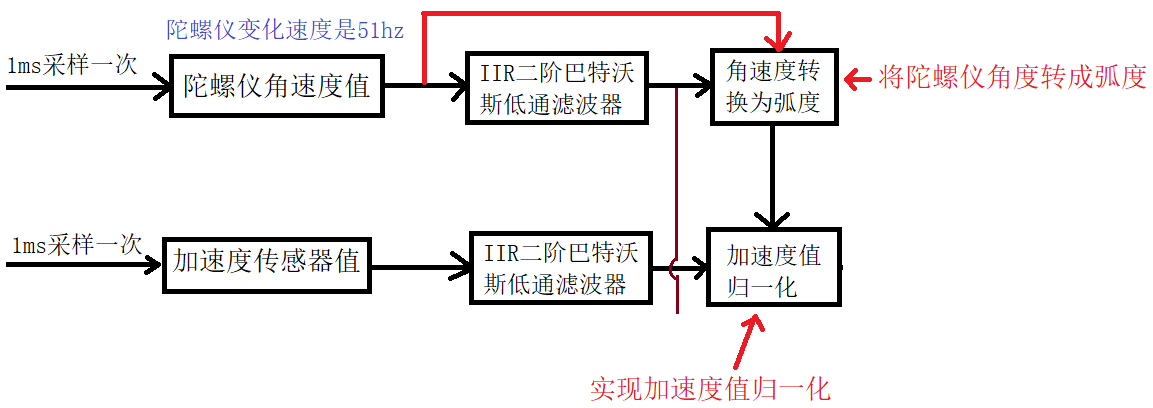 陀螺仪变化速度是51hz
1ms采样一次
陀螺仪角速度值
IIR二阶巴特沃
斯低通滤波器
角速度转
换为弧度
将陀螺仪角度转成弧度
1ms采样一次
加速度传感器值
IIR二阶巴特沃
斯低通滤波器
加速度值
归一化
实现加速度值归一化